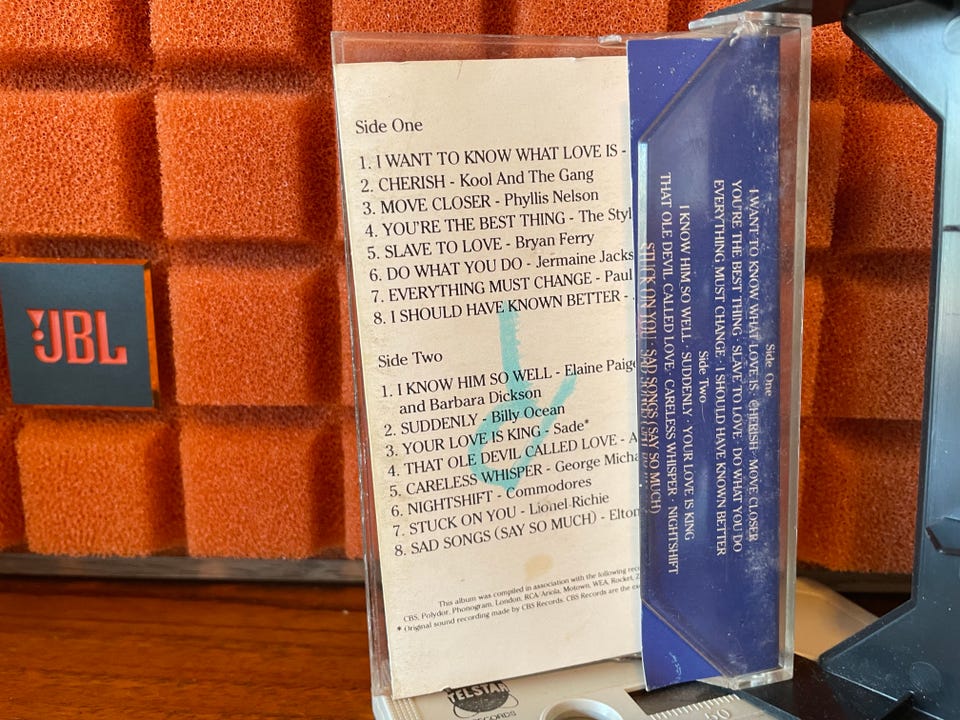 JBL
Side One
1. I WANT TO KNOW WHAT LOVE IS -
2. CHERISH - Kool And The Gang
3. MOVE CLOSER - Phyllis Nelson
4. YOU'RE THE BEST THING - The Styl
5. SLAVE TO LOVE - Bryan Ferry
6. DO WHAT YOU DO - Jermaine Jacks
7. EVERYTHING MUST CHANGE - Paul
8. I SHOULD HAVE KNOWN BETTER -
Side Two
1. I KNOW HIM SO WELL - Elaine Paige
and Barbara Dickson
2. SUDDENLY - Billy Ocean
3. YOUR LOVE IS KING - Sade*
4. THAT OLE DEVIL CALLED LOVE - A
5. CARELESS WHISPER - George Micha
6. NIGHTSHIFT - Commodores
7. STUCK ON YOU - Lionel Richie
8. SAD SONGS (SAY SO MUCH) - Elton
This album was compiled in association with the following reco
CBS, Polydor, Phonogram, London, RCA/Ariola, Motown, WEA, Rocket, Z
* Original sound recording made by CBS Records. CBS Records are the ex
Side One
I WANT TO KNOW WHAT LOVE IS · CHERISH · MOVE CLOSER
YOU'RE THE BEST THING · SLAVE TO LOVE · DO WHAT YOU DO
EVERYTHING MUST CHANGE · I SHOULD HAVE KNOWN BETTER
Side Two
I KNOW HIM SO WELL · SUDDENLY · YOUR LOVE IS KING
THAT OLE DEVIL CALLED LOVE · CARELESS WHISPER · NIGHTSHIFT
STUCK ON YOU · SAD SONGS (SAY SO MUCH)
TELSTAR
RECORDS